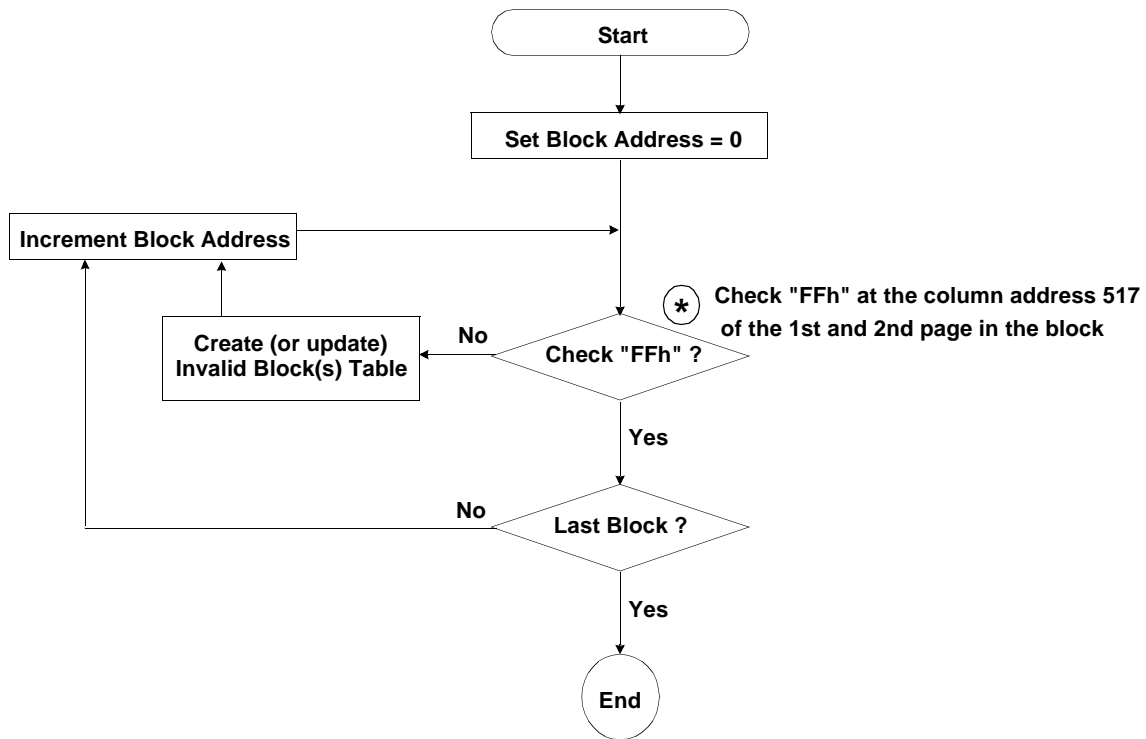 Start
Set Block Address = 0
Increment Block Address
* Check "FFh" at the column address 517
of the 1st and 2nd page in the block
Create (or update)
Invalid Block(s) Table
No
Check "FFh" ?
Yes
No
Last Block ?
Yes
End